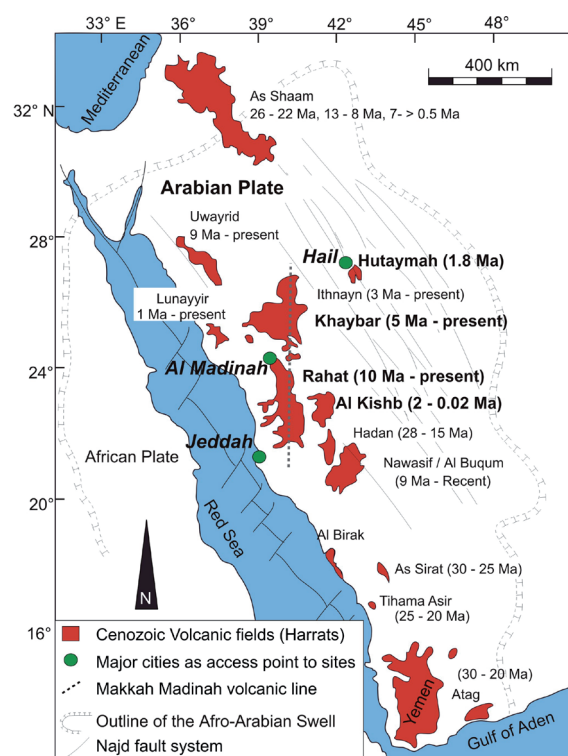 33° E
36°
39°
42°
45°
48°
400 km
Mediterranean
32° N
As Shaam
26 - 22 Ma, 13 - 8 Ma, 7- > 0.5 Ma
Arabian Plate
Uwayrid
9 Ma - present
28°
Hail
Hutaymah (1.8 Ma)
Ithnayn (3 Ma - present)
Lunayyir
1 Ma - present
Khaybar (5 Ma - present)
24°
Al Madinah
Rahat (10 Ma - present)
Al Kishb (2 - 0.02 Ma)
Hadan (28 - 15 Ma)
Jeddah
African Plate
Nawasif / Al Buqum
(9 Ma - Recent)
20°
Red Sea
Al Birak
As Sirat (30 - 25 Ma)
Tihama Asir
(25 - 20 Ma)
N
16°
(30 - 20 Ma)
Atag
Yemen
Gulf of Aden
Cenozoic Volcanic fields (Harrats)
Major cities as access point to sites
Makkah Madinah volcanic line
Outline of the Afro-Arabian Swell
Najd fault system